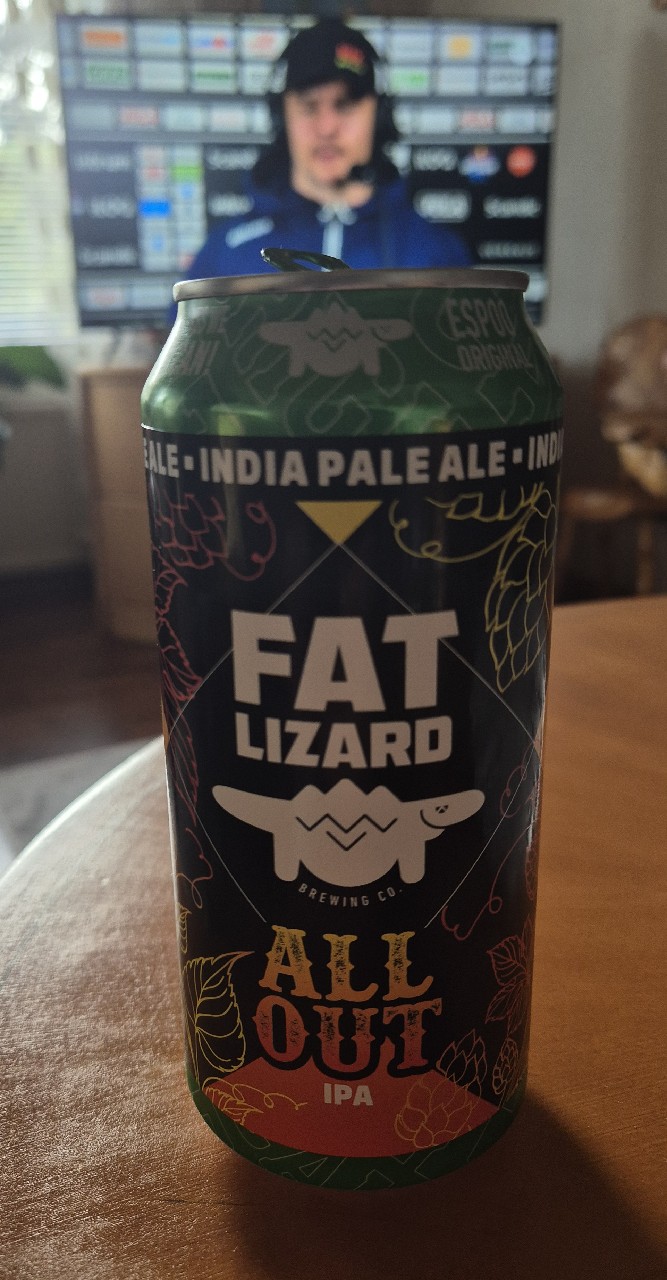 ESPOO
ORIGINAL
E ALE ▪ INDIA PALE ALE ▪ INDI
FAT
LIZARD
BREWING CO.
ALL
OUT
IPA